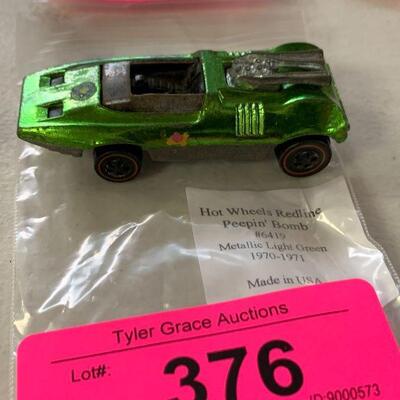 Hot Wheels Redline
Peepin' Bomb
#6419
Metallic Light Green
1970-1971
Made in USA
Tyler Grace Auctions
Lot#:
376
ID:9000573